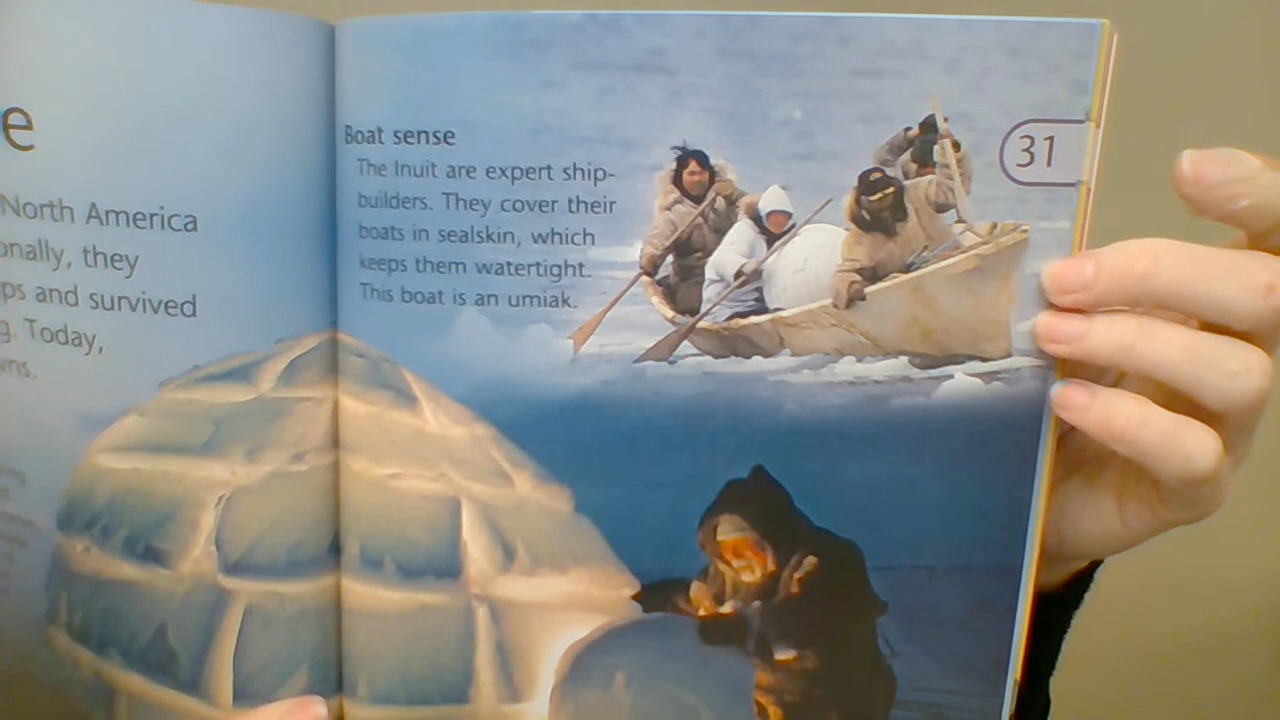 e
North America
onally, they
ps and survived
g. Today,
ns.
Boat sense
The Inuit are expert ship-
builders. They cover their
boats in sealskin, which
keeps them watertight.
This boat is an umiak.
31